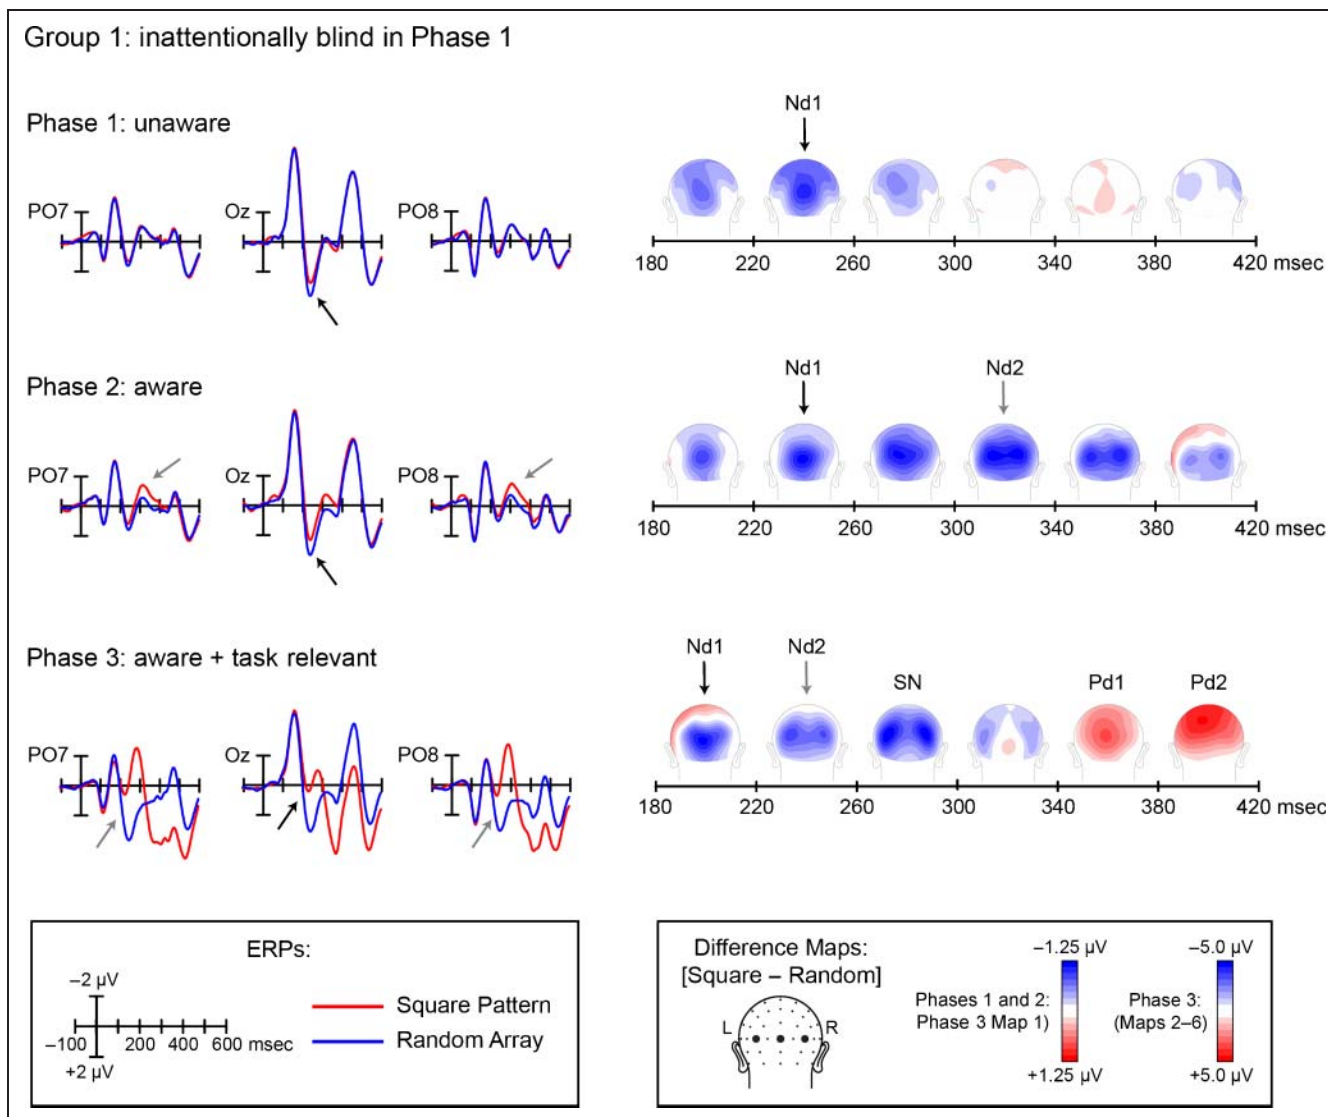 Group 1: inattentionally blind in Phase 1
Phase 1: unaware
PO7
Oz
PO8
Nd1
180 220 260 300 340 380 420 msec
Phase 2: aware
PO7
Oz
PO8
Nd1 Nd2
180 220 260 300 340 380 420 msec
Phase 3: aware + task relevant
PO7
Oz
PO8
Nd1 Nd2 SN Pd1 Pd2
180 220 260 300 340 380 420 msec
ERPs:
–2 µV
–100 200 400 600 msec
+2 µV
Square Pattern
Random Array
Difference Maps:
[Square – Random]
L R
Phases 1 and 2:
Phase 3 Map 1)
–1.25 µV
+1.25 µV
Phase 3:
(Maps 2–6)
–5.0 µV
+5.0 µV